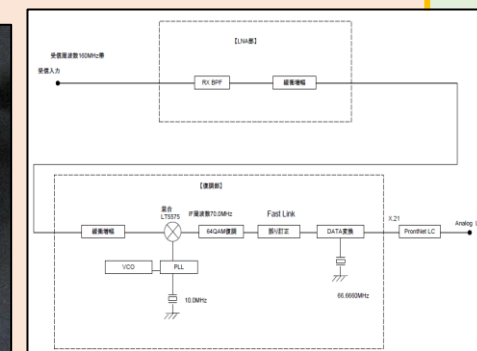 【LNA部】
受信周波数160MHz帯
受信入力
RX BPF
緩衝増幅
【復調部】
混合
LT5575
IF周波数70.0MHz
Fast Link
X.21
緩衝増幅
64QAM復調
誤り訂正
DATA変換
ProntNet LC
Analog
VCO
PLL
10.0MHz
66.6660MHz